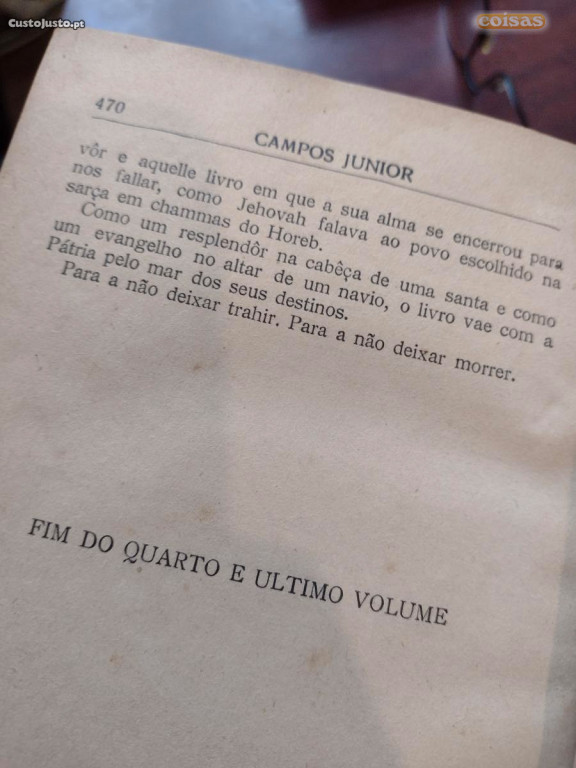 CustoJusto.pt
coisas
470
CAMPOS JUNIOR
vôr e aquelle livro em que a sua alma se encerrou para
nos fallar, como Jehovah falava ao povo escolhido na
sarça em chammas do Horeb.
Como um resplendôr na cabêça de uma santa e como
um evangelho no altar de um navio, o livro vae com a
Pátria pelo mar dos seus destinos.
Para a não deixar trahir. Para a não deixar morrer.
FIM DO QUARTO E ULTIMO VOLUME